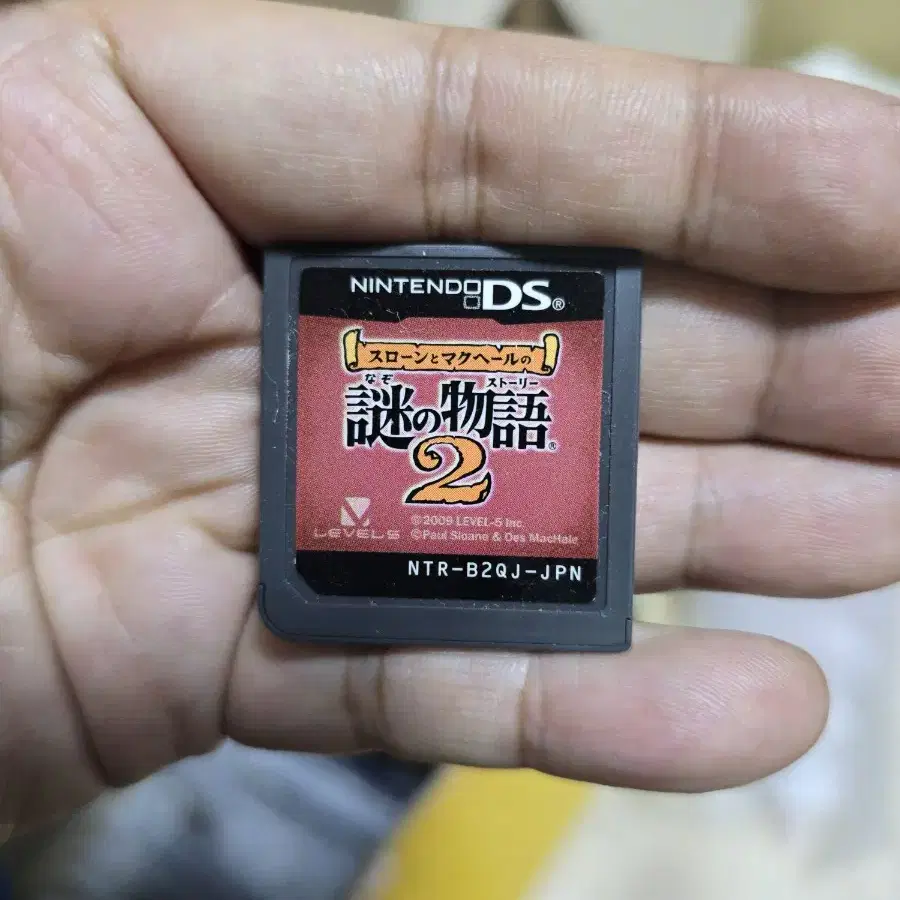 NINTENDO DS®
スローンとマクヘールの
なぞ ストーリー
謎の物語®
2
LEVEL5 © 2009 LEVEL-5 Inc.
©Paul Sloane & Des MacHale
NTR-B2QJ-JPN